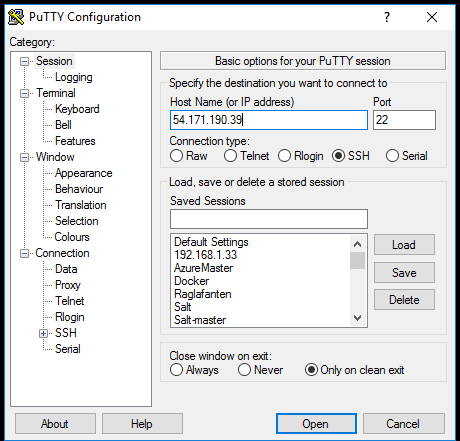 PuTTY Configuration
?
Category:
Session
Logging
Terminal
Keyboard
Bell
Features
Window
Appearance
Behaviour
Translation
Selection
Colours
Connection
Data
Proxy
Telnet
Rlogin
SSH
Serial
Basic options for your PuTTY session
Specify the destination you want to connect to
Host Name (or IP address) Port
54.171.190.39 22
Connection type:
Raw Telnet Rlogin SSH Serial
Load, save or delete a stored session
Saved Sessions
Default Settings
192.168.1.33
AzureMaster
Docker
Raglafanten
Salt
Salt-master
Load
Save
Delete
Close window on exit:
Always Never Only on clean exit
About Help Open Cancel